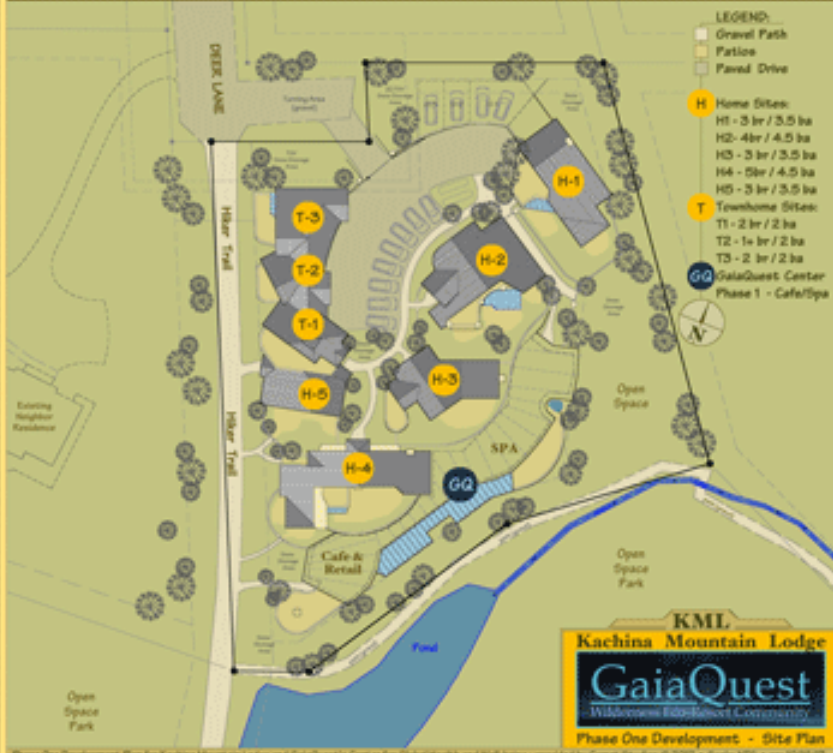 LEGEND:
Gravel Path
Patios
Paved Drive
H Home Sites:
H1 - 3 br / 3.5 ba
H2- 4br / 4.5 ba
H3 - 3 br / 3.5 ba
H4 - 5br / 4.5 ba
H5 - 3 br / 3.5 ba
T Townhome Sites:
T1 - 2 br / 2 ba
T2 - 1+ br / 2 ba
T3 - 2 br / 2 ba
GQ GaiaQuest Center
Phase 1 - Cafe/Spa
N
DEER LANE
Turning Area
(gravel)
H-1
T-3
Hiker Trail
H-2
T-2
T-1
H-3
H-5
Open
Space
Existing
Neighbor
Residence
Hiker Trail
SPA
H-4
GQ
Cafe &
Retail
Open
Space
Park
Pond
Open
Space
Park
KML
Kachina Mountain Lodge
GaiaQuest
Wilderness Edu-Resort Community
Phase One Development - Site Plan